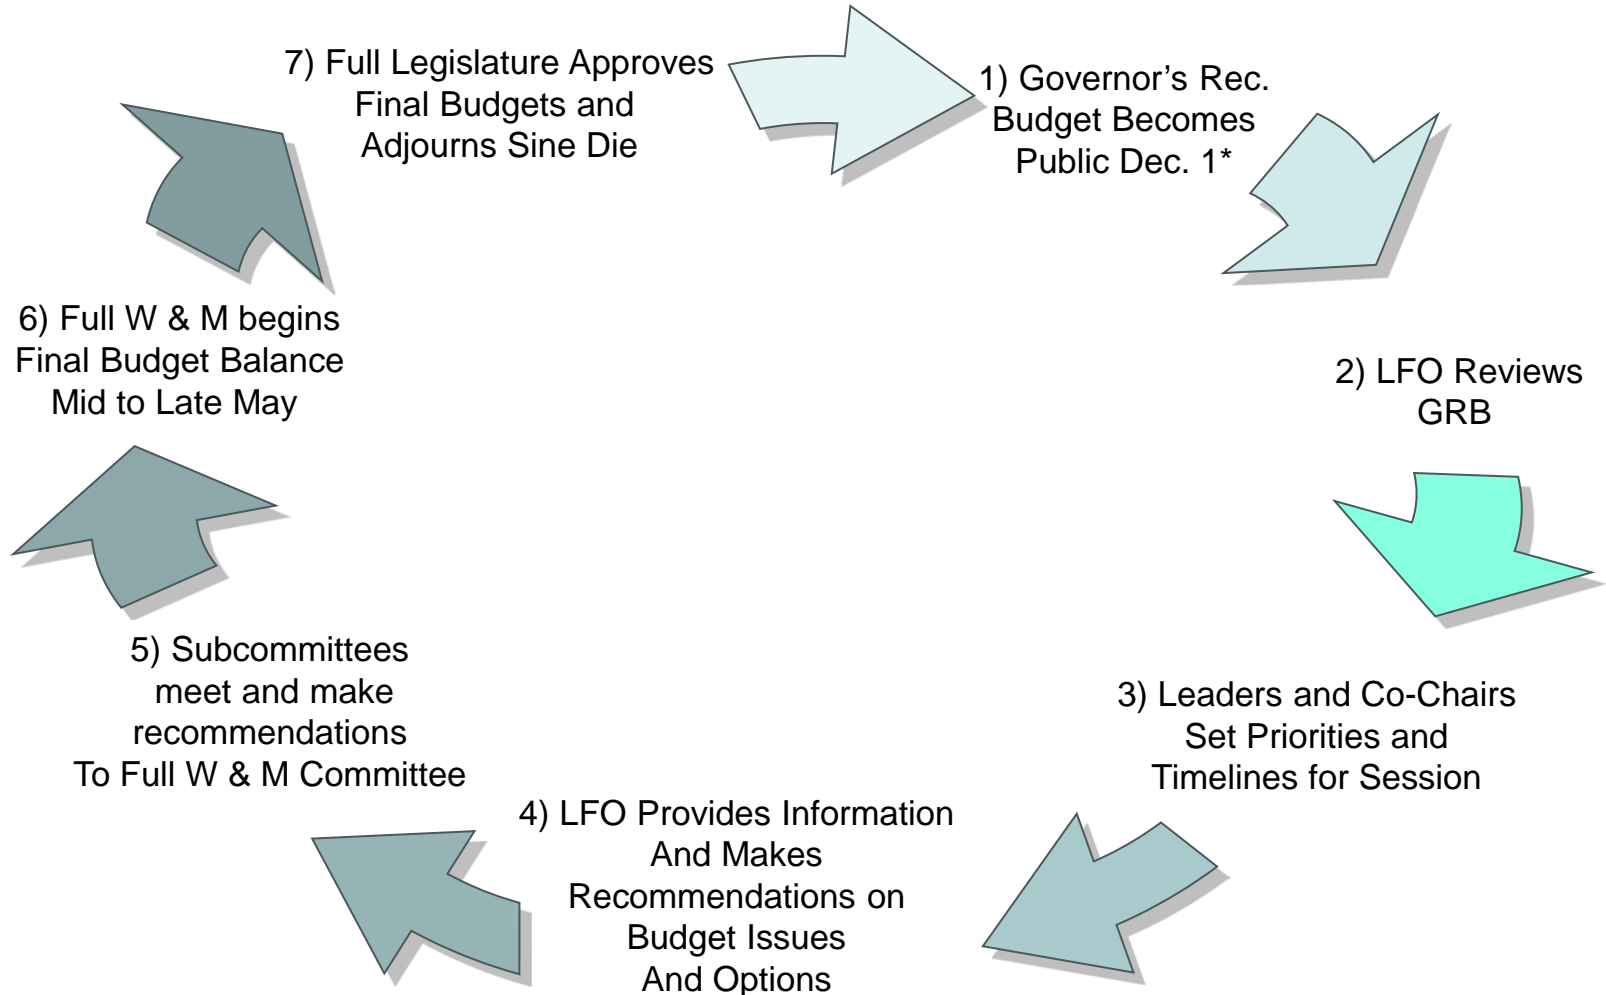 7) Full Legislature Approves
Final Budgets and
Adjourns Sine Die
1) Governor’s Rec.
Budget Becomes
Public Dec. 1*
2) LFO Reviews
GRB
3) Leaders and Co-Chairs
Set Priorities and
Timelines for Session
4) LFO Provides Information
And Makes
Recommendations on
Budget Issues
And Options
5) Subcommittees
meet and make
recommendations
To Full W & M Committee
6) Full W & M begins
Final Budget Balance
Mid to Late May